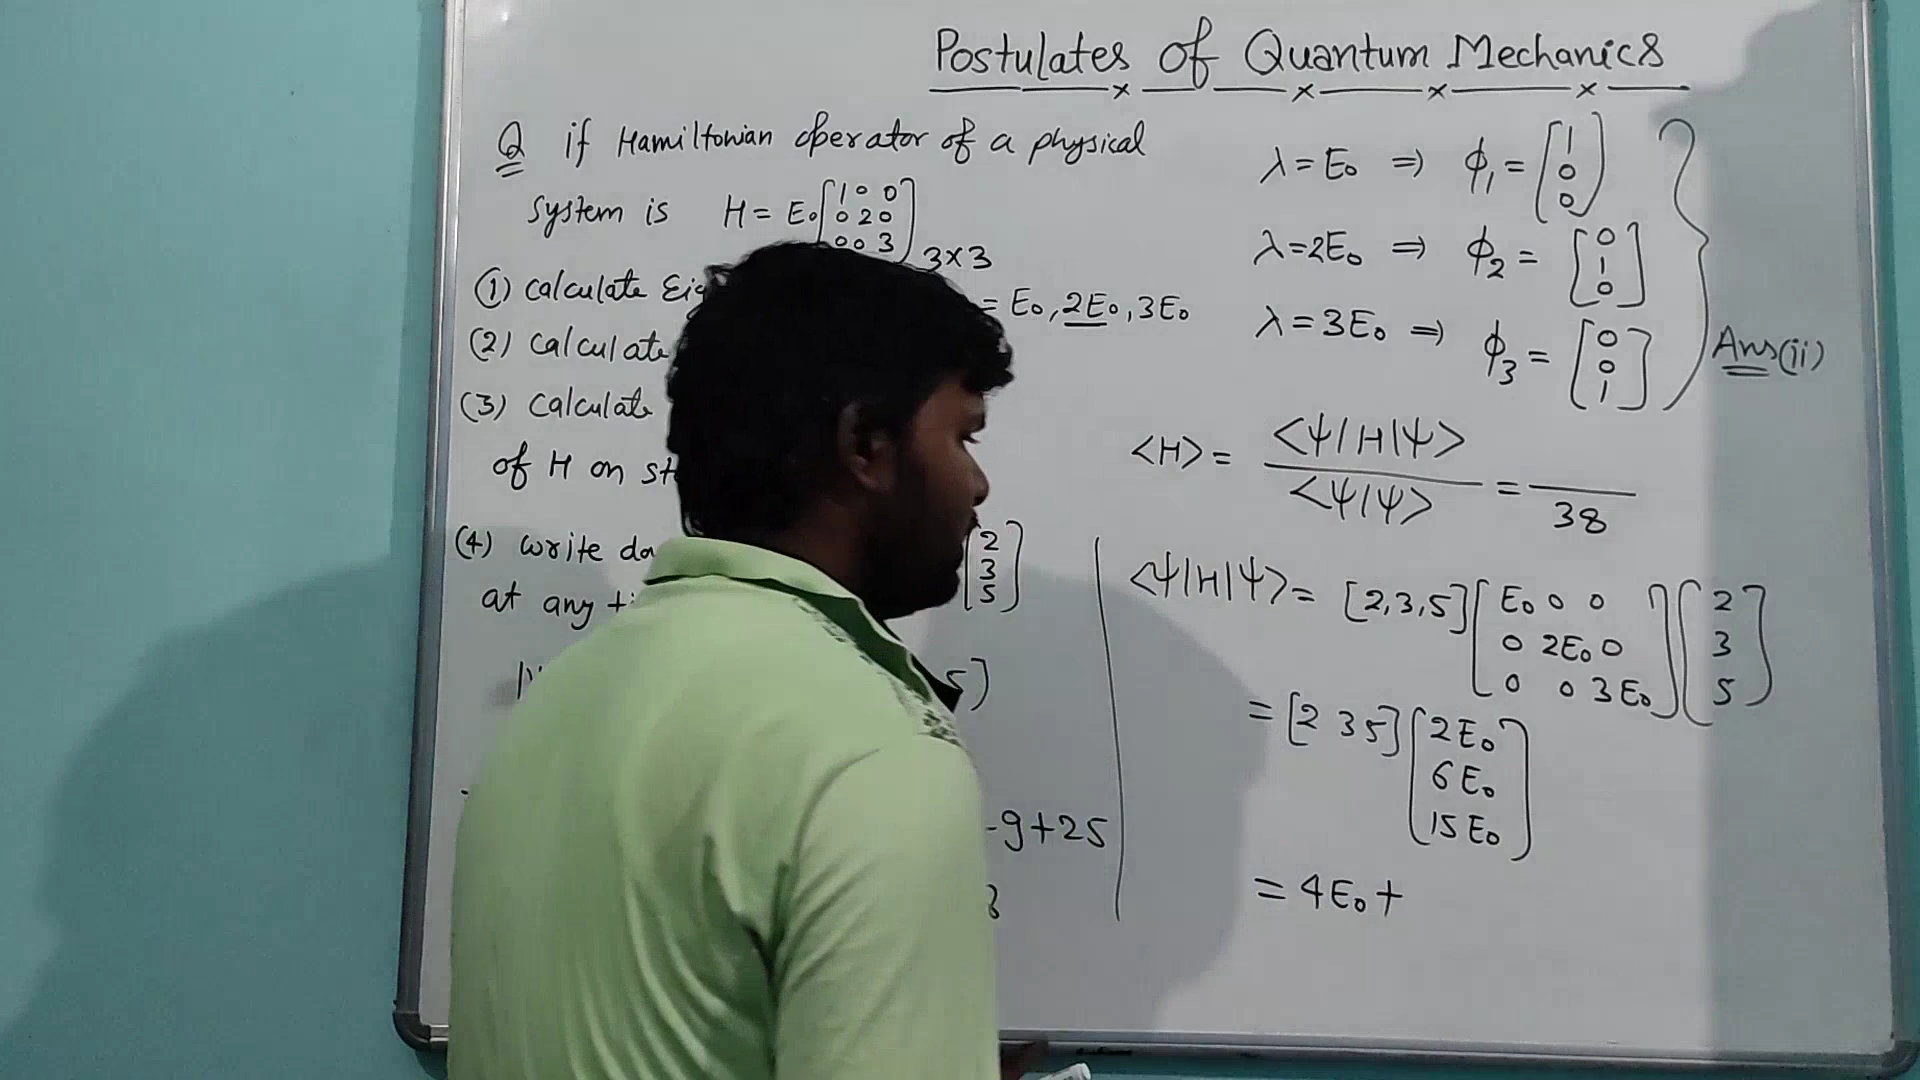 Postulates of Quantum Mechanics
Q if Hamiltonian operator of a physical
system is H = E₀[1 0 0
0 2 0
0 0 3] 3×3
(1) Calculate
= E₀, 2E₀, 3E₀
(2) Calculate
(3) Calculate
of H on
(4) Write
[2
3
5]
at any
5]
-9+25
λ = E₀ ⇒ ϕ₁ = [1
0
0]
λ=2E₀ ⇒ ϕ₂ = [0
1
0]
λ = 3E₀ ⇒ ϕ₃ = [0
0
1]
Ans(ii)
<H> = <ψ|H|ψ>
<ψ|ψ> =
38
<ψ|H|ψ> = [2,3,5][E₀ 0 0
0 2E₀ 0
0 0 3E₀][2
3
5]
= [2 3 5][2E₀
6E₀
15E₀]
= 4E₀ +